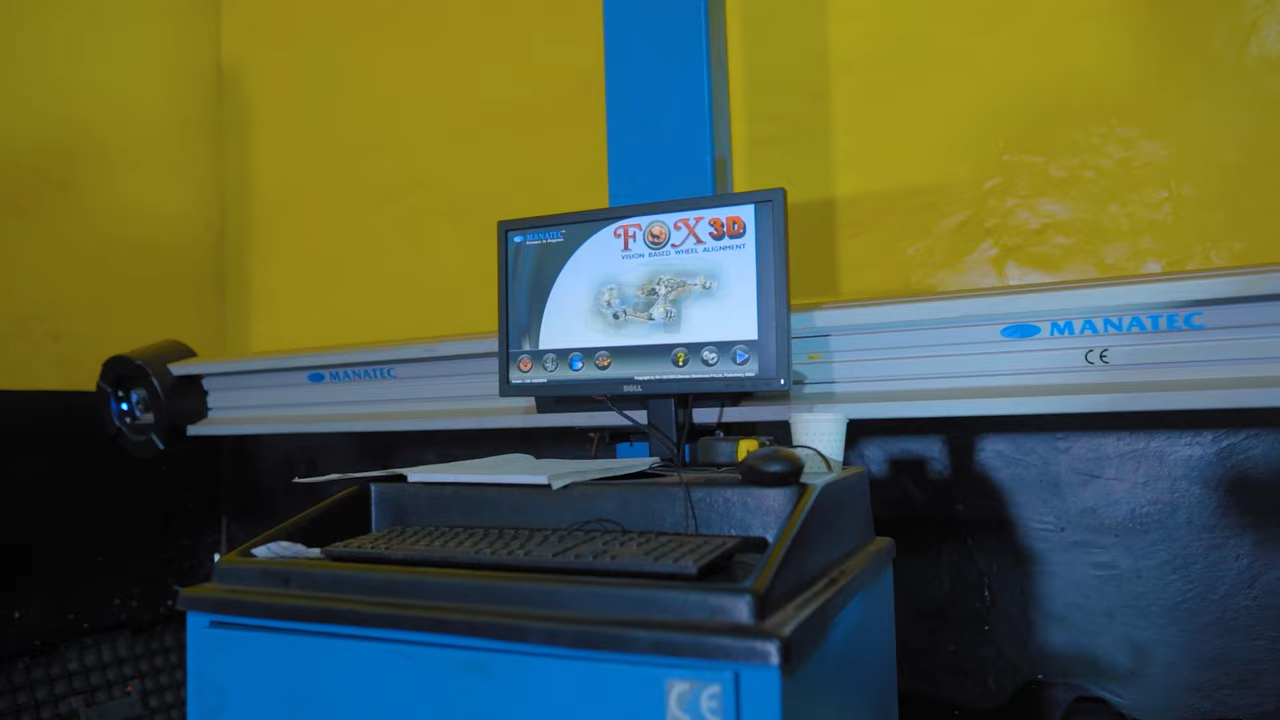 MANATEC
FOX 3D
VISION BASED WHEEL ALIGNMENT
MANATEC
MANATEC
CE
?
DELL
CE